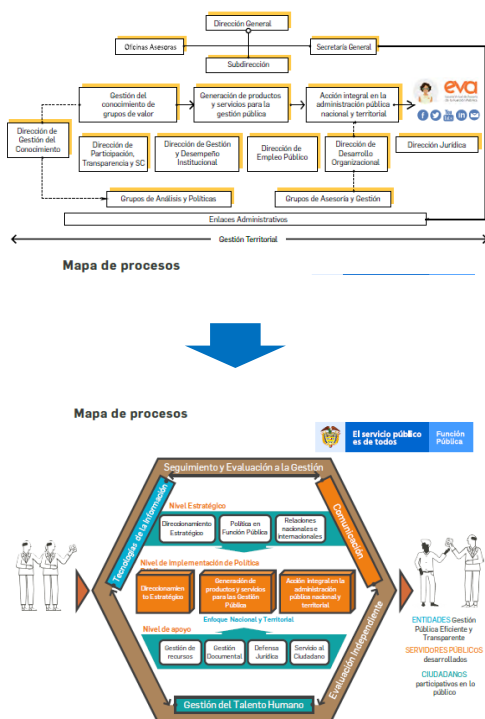 Dirección General
Oficinas Asesoras
Secretaría General
Subdirección
Gestión del
conocimiento de
grupos de valor
Generación de productos
y servicios para la
gestión pública
Acción integral en la
administración pública
nacional y territorial
eva
Dirección de
Gestión del
Conocimiento
Dirección de
Participación,
Transparencia y SC
Dirección de Gestión
y Desempeño
Institucional
Dirección de
Empleo Público
Dirección de
Desarrollo
Organizacional
Dirección Jurídica
Grupos de Análisis y Políticas
Grupos de Asesoría y Gestión
Enlaces Administrativos
Gestión Territorial
Mapa de procesos
Mapa de procesos
El servicio público
es de todos
Función
Pública
Seguimiento y Evaluación a la Gestión
Tecnologías de la Información
Comunicación
Nivel Estratégico
Direccionamiento
Estratégico
Política en
Función Pública
Relaciones
nacionales e
internacionales
Nivel de Implementación de Política
Direccionamien
to Estratégico
Generación de
productos y servicios
para las Gestión
Pública
Acción integral en la
administración
pública nacional y
territorial
Enfoque Nacional y Territorial
Nivel de apoyo
Gestión de
recursos
Gestión
Documental
Defensa
Jurídica
Servicio al
Ciudadano
Evaluación Independiente
Gestión del Talento Humano
ENTIDADES Gestión
Pública Eficiente y
Transparente
SERVIDORES PÚBLICOS
desarrollados
CIUDADANOS
participativos en lo
público